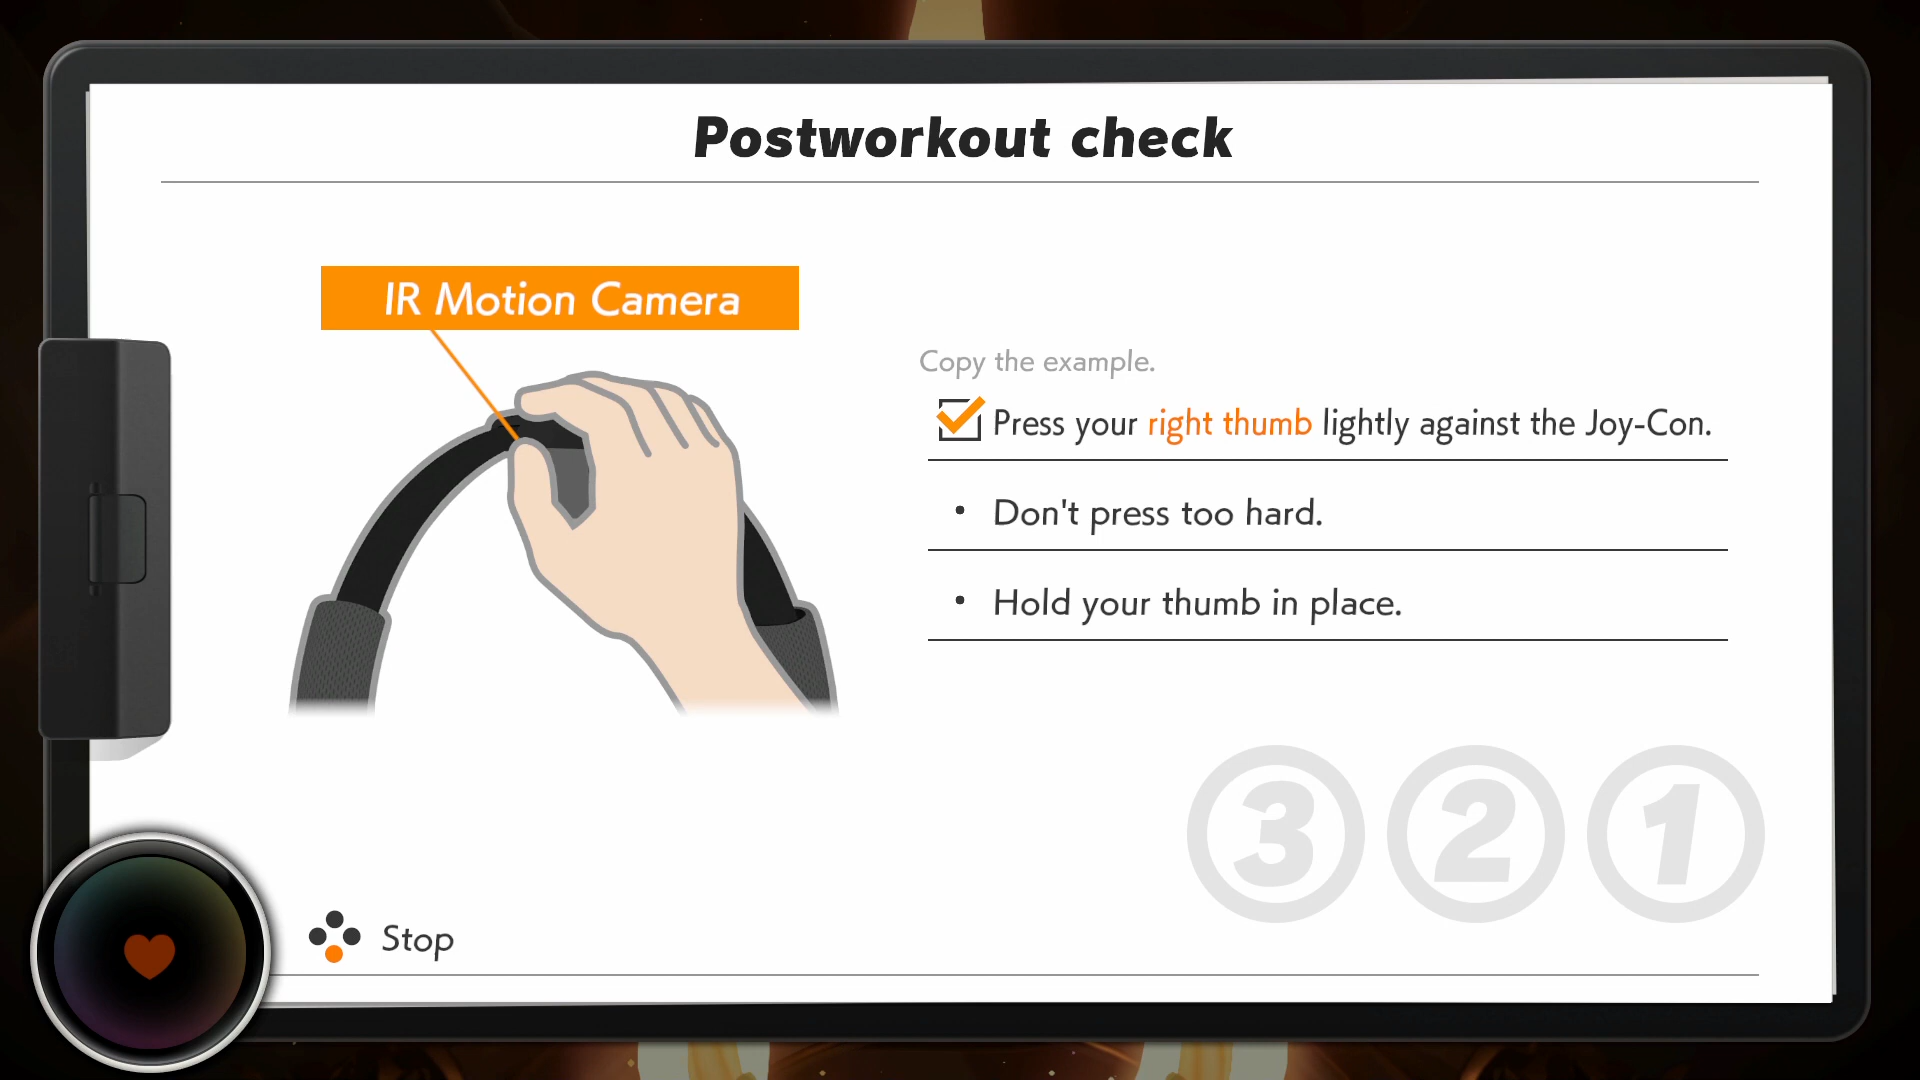 Postworkout check
IR Motion Camera
Copy the example.
Press your right thumb lightly against the Joy-Con.
• Don't press too hard.
• Hold your thumb in place.
3 2 1
Stop